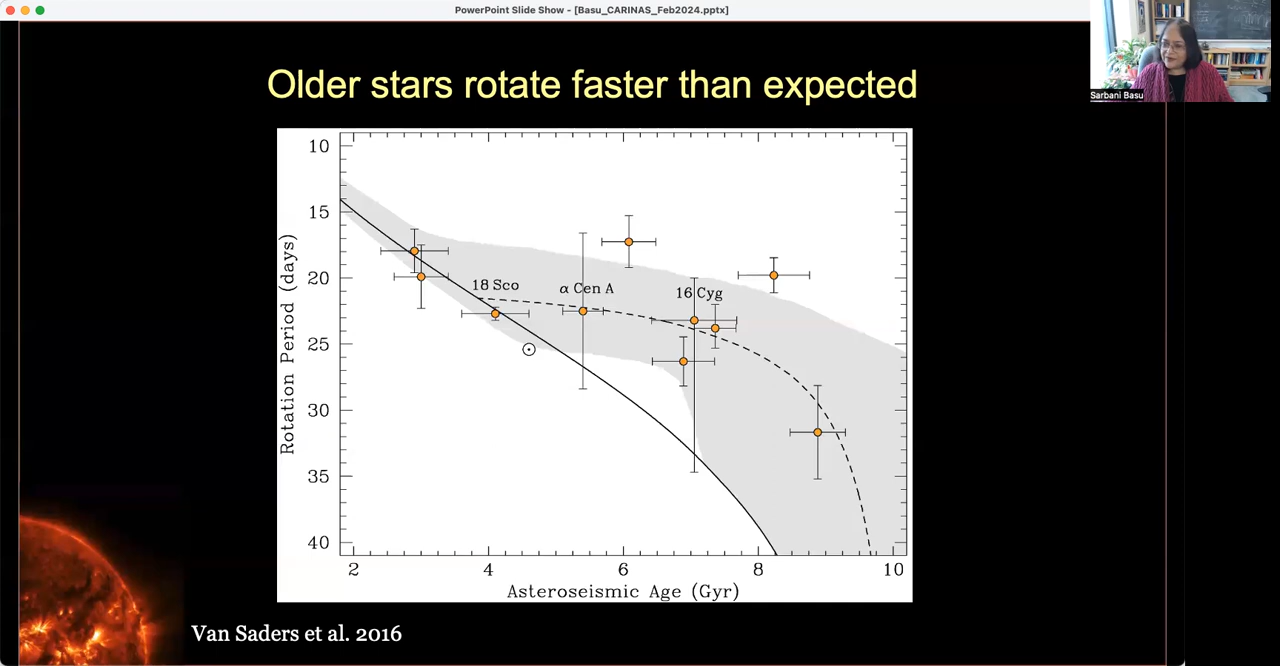 PowerPoint Slide Show - [Basu_CARINAS_Feb2024.pptx]
Sarbani Basu
Older stars rotate faster than expected
10
15
20
25
30
35
40
Rotation Period (days)
18 Sco
α Cen A
16 Cyg
2 4 6 8 10
Asteroseismic Age (Gyr)
Van Saders et al. 2016